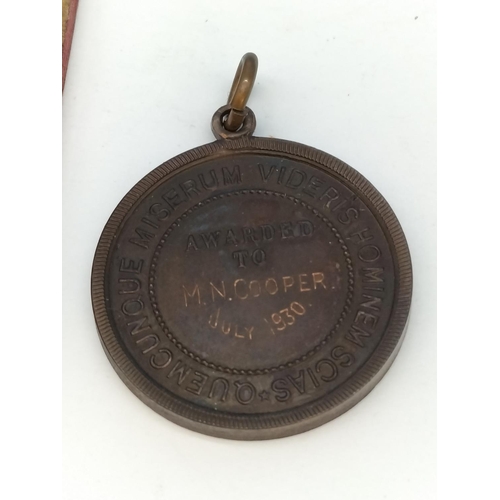 QUEMCUNQUE MISERUM VIDERIS HOMINEM SCIAS
AWARDED
TO
M.N. COOPER.
JULY 1930.